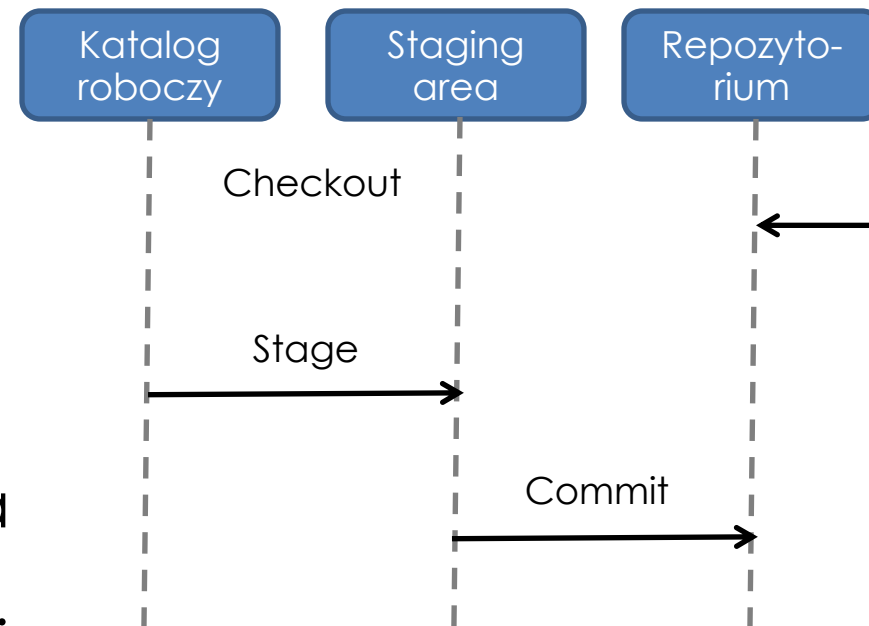 Katalog
roboczy
Staging
area
Repozyto-
rium
Checkout
Stage
Commit